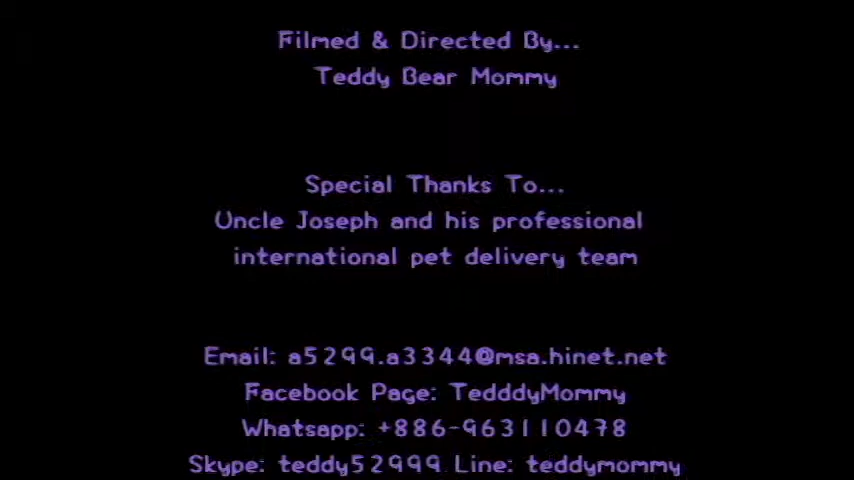 Filmed & Directed By...
Teddy Bear Mommy
Special Thanks To...
Uncle Joseph and his professional
international pet delivery team
Email: a5299.a3344@msa.hinet.net
Facebook Page: TedddyMommy
Whatsapp: +886-963110478
Skype: teddy52999 Line: teddymommy